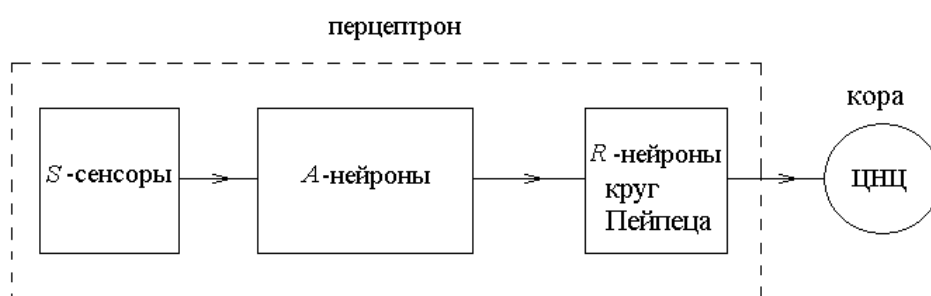 перцептрон
кора
S-сенсоры
A-нейроны
R-нейроны
круг
Пейпеца
ЦНЦ